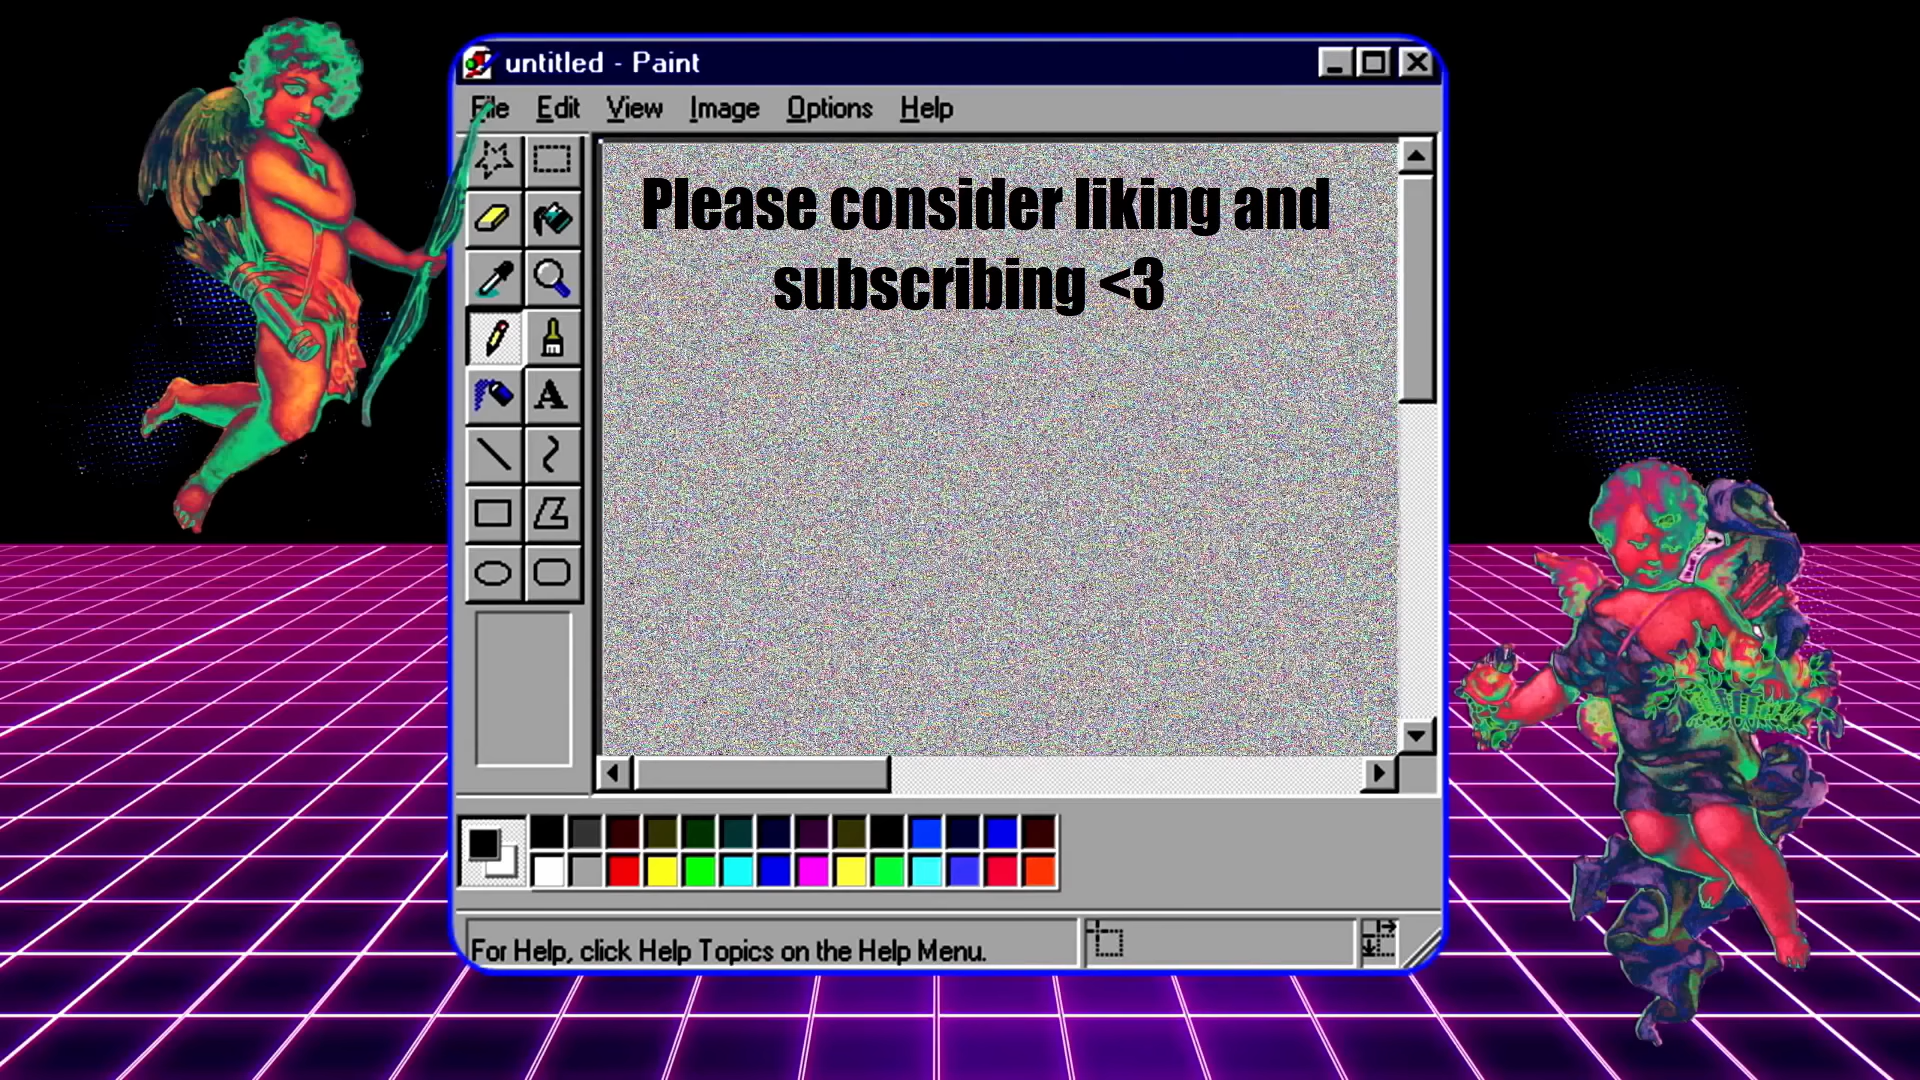 untitled - Paint
File Edit View Image Options Help
Please consider liking and
subscribing <3
A
For Help, click Help Topics on the Help Menu.